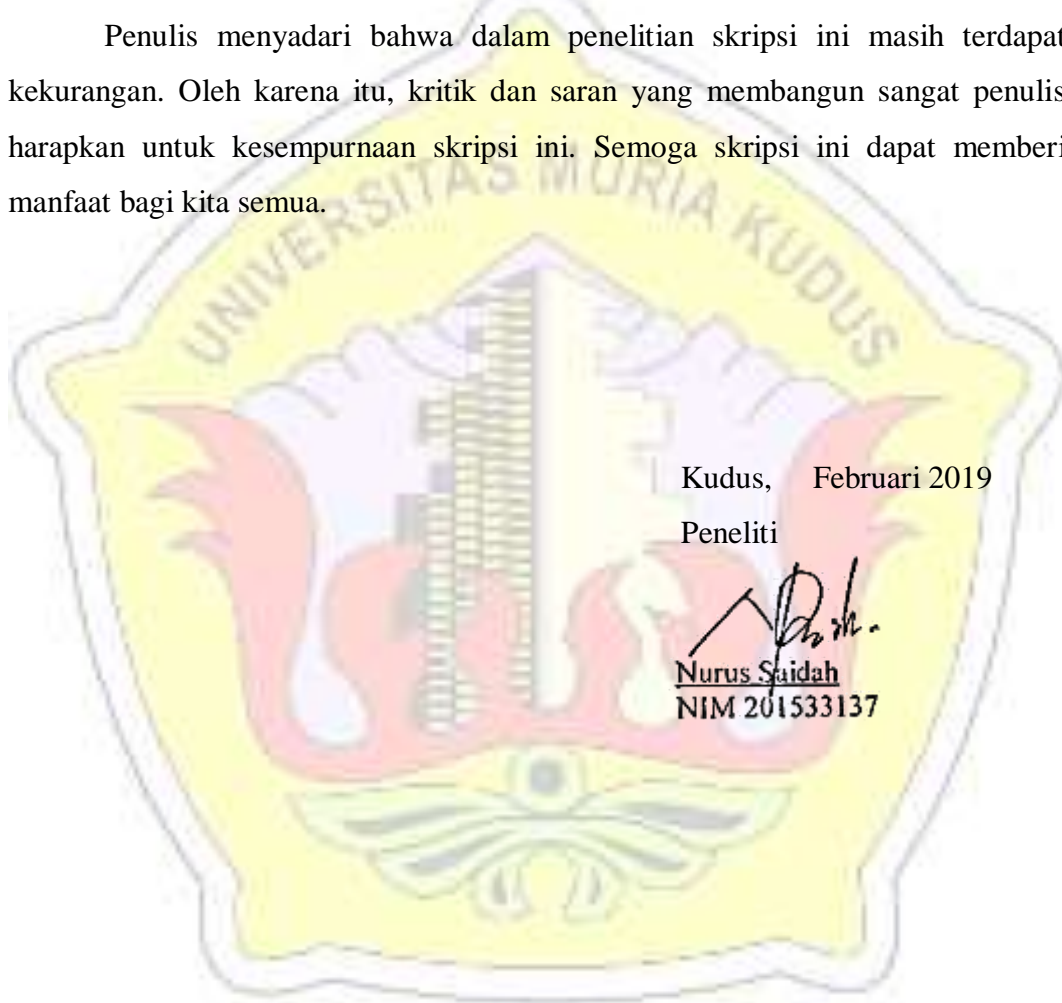 Penulis menyadari bahwa dalam penelitian skripsi ini masih terdapat
kekurangan. Oleh karena itu, kritik dan saran yang membangun sangat penulis
harapkan untuk kesempurnaan skripsi ini. Semoga skripsi ini dapat memberi
manfaat bagi kita semua.
UNIVERSITAS MURIA KUDUS
Kudus, Februari 2019
Peneliti
Nurus Saidah
NIM 201533137